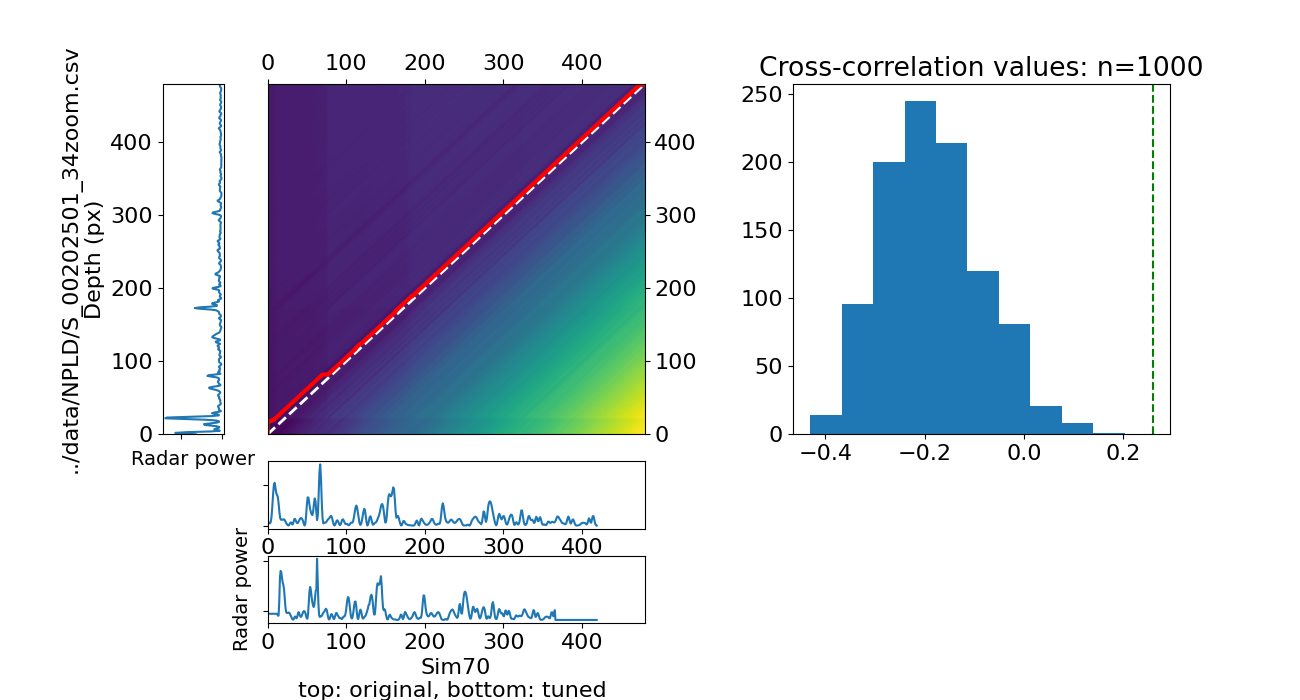 ../data/NPLD/S_00202501_34zoom.csv
Depth (px)
400
300
200
100
0
Radar power
0 100 200 300 400
400
300
200
100
0
0 100 200 300 400
Radar power
0 100 200 300 400
Sim70
top: original, bottom: tuned
Cross-correlation values: n=1000
250
200
150
100
50
0
−0.4 −0.2 0.0 0.2